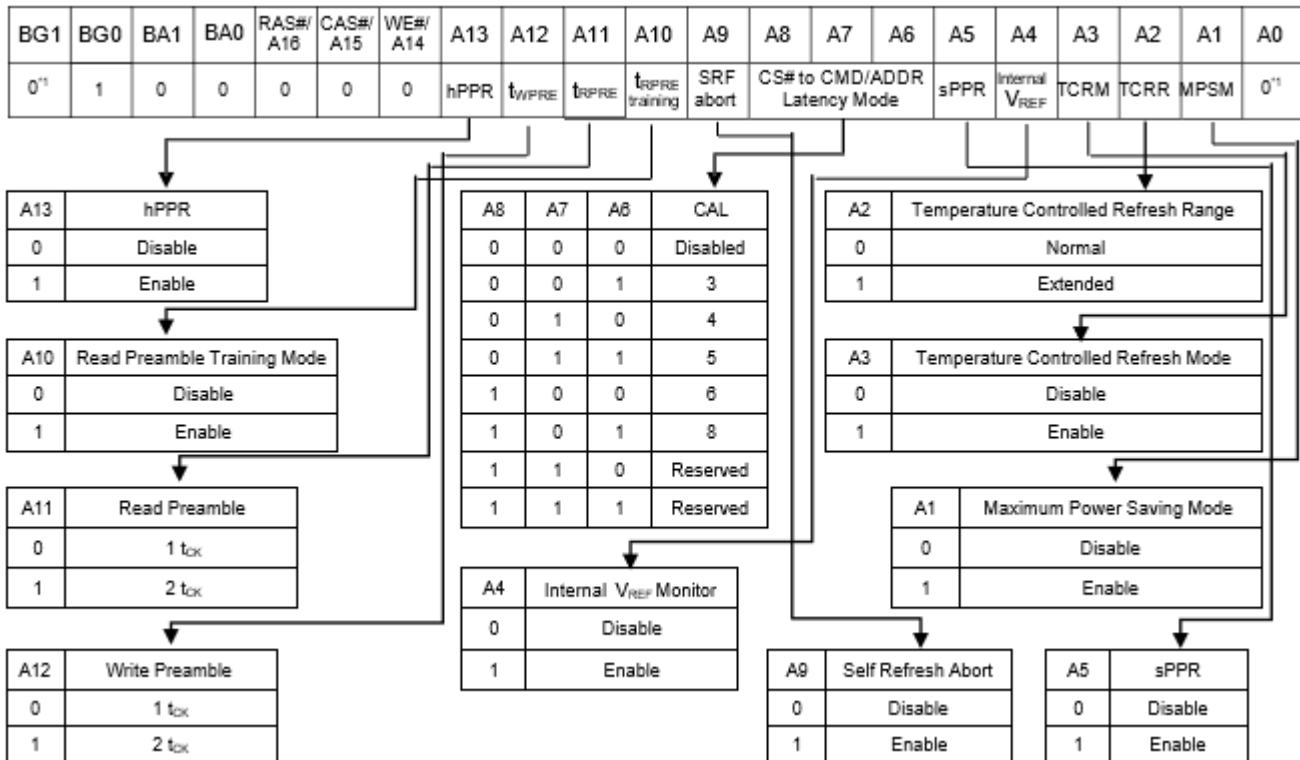 BG1 BG0 BA1 BA0 RAS#/A16 CAS#/A15 WE#/A14 A13 A12 A11 A10 A9 A8 A7 A6 A5 A4 A3 A2 A1 A0
0*1 1 0 0 0 0 0 hPPR tWPRE tRPRE tRPRE training SRF abort CS# to CMD/ADDR Latency Mode sPPR Internal VREF TCRM TCRR MPSM 0*1
A13 hPPR
0 Disable
1 Enable
A10 Read Preamble Training Mode
0 Disable
1 Enable
A11 Read Preamble
0 1 tCK
1 2 tCK
A12 Write Preamble
0 1 tCK
1 2 tCK
A8 A7 A6 CAL
0 0 0 Disabled
0 0 1 3
0 1 0 4
0 1 1 5
1 0 0 6
1 0 1 8
1 1 0 Reserved
1 1 1 Reserved
A4 Internal VREF Monitor
0 Disable
1 Enable
A2 Temperature Controlled Refresh Range
0 Normal
1 Extended
A3 Temperature Controlled Refresh Mode
0 Disable
1 Enable
A1 Maximum Power Saving Mode
0 Disable
1 Enable
A9 Self Refresh Abort
0 Disable
1 Enable
A5 sPPR
0 Disable
1 Enable